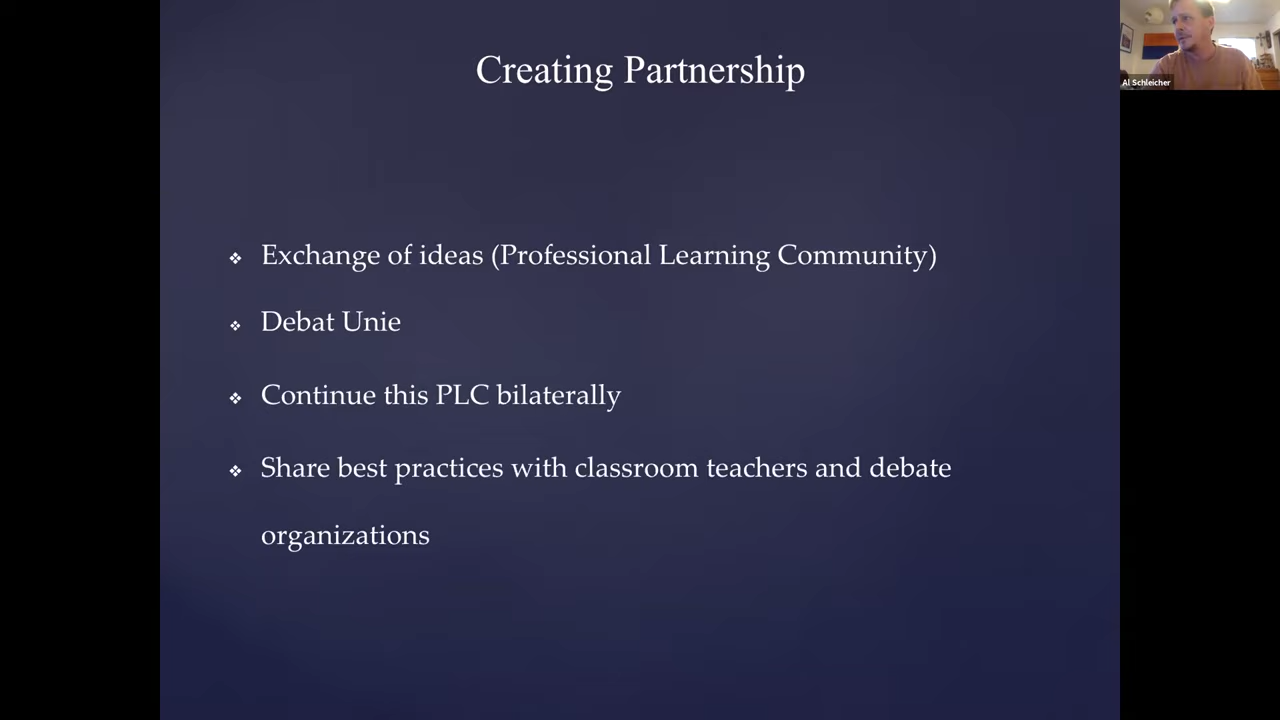 Creating Partnership
Al Schleicher
Exchange of ideas (Professional Learning Community)
Debat Unie
Continue this PLC bilaterally
Share best practices with classroom teachers and debate
organizations